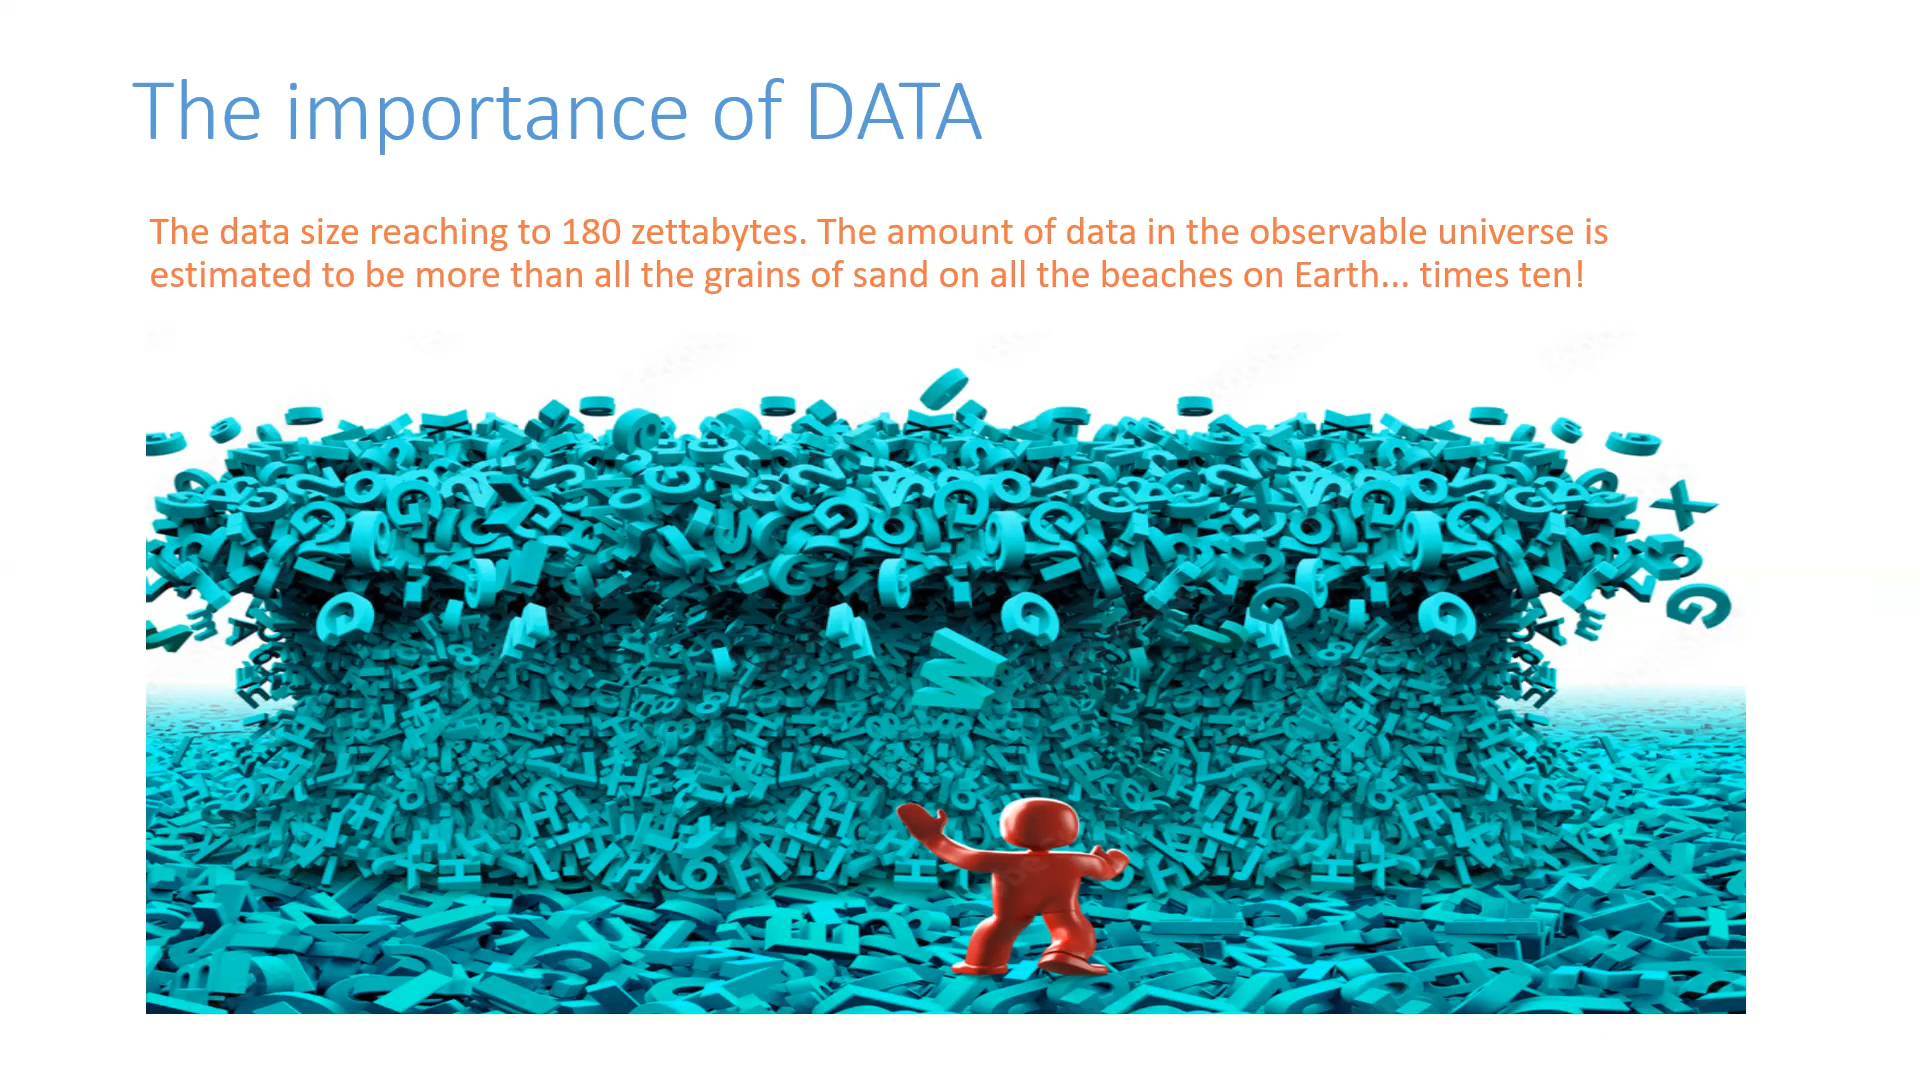 The importance of DATA
The data size reaching to 180 zettabytes. The amount of data in the observable universe is
estimated to be more than all the grains of sand on all the beaches on Earth... times ten!